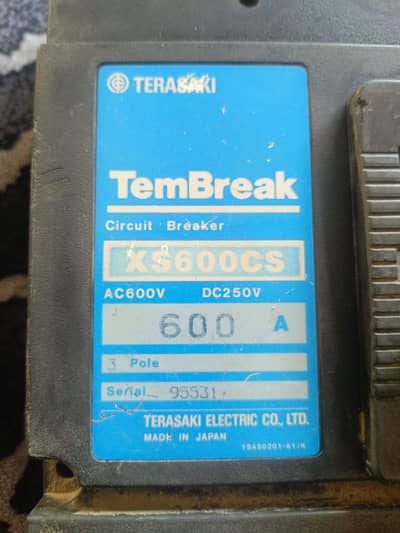 TERASAKI
TemBreak
Circuit Breaker
XS600CS
AC600V DC250V
600 A
3 Pole
Serial 95531
TERASAKI ELECTRIC CO., LTD.
MADE IN JAPAN